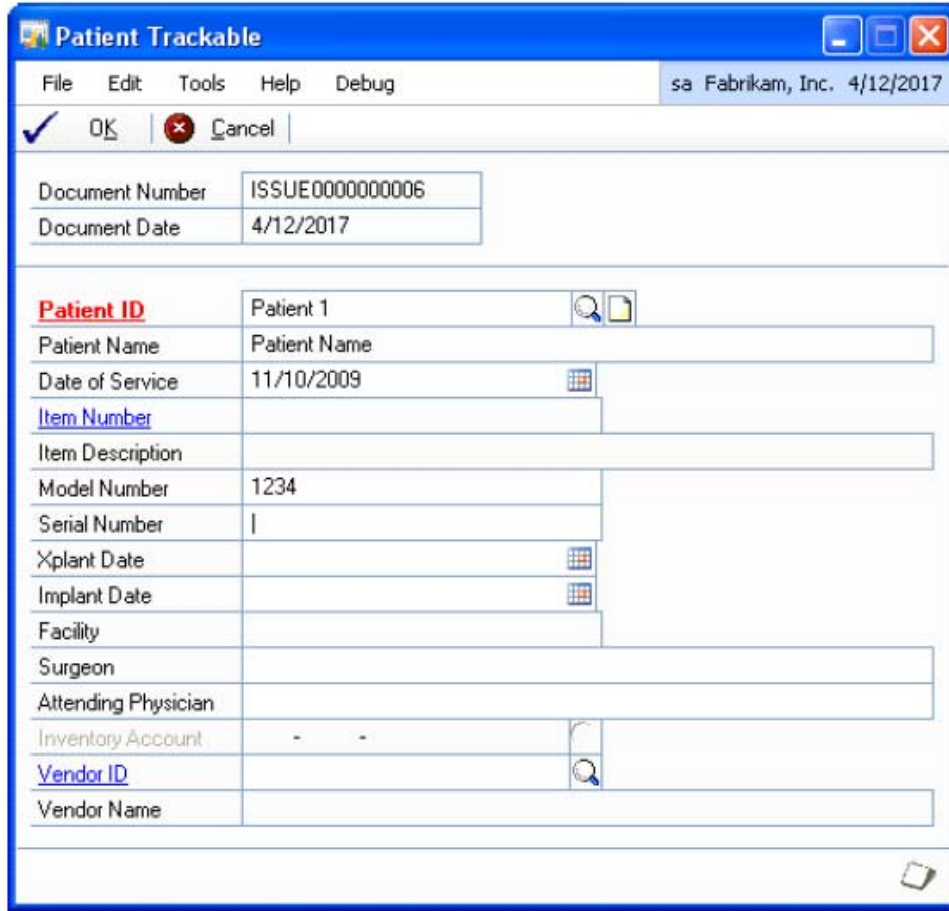 Patient Trackable
File Edit Tools Help Debug sa Fabrikam, Inc. 4/12/2017
OK Cancel
Document Number ISSUE0000000006
Document Date 4/12/2017
Patient ID Patient 1
Patient Name Patient Name
Date of Service 11/10/2009
Item Number
Item Description
Model Number 1234
Serial Number
Xplant Date
Implant Date
Facility
Surgeon
Attending Physician
Inventory Account - -
Vendor ID
Vendor Name